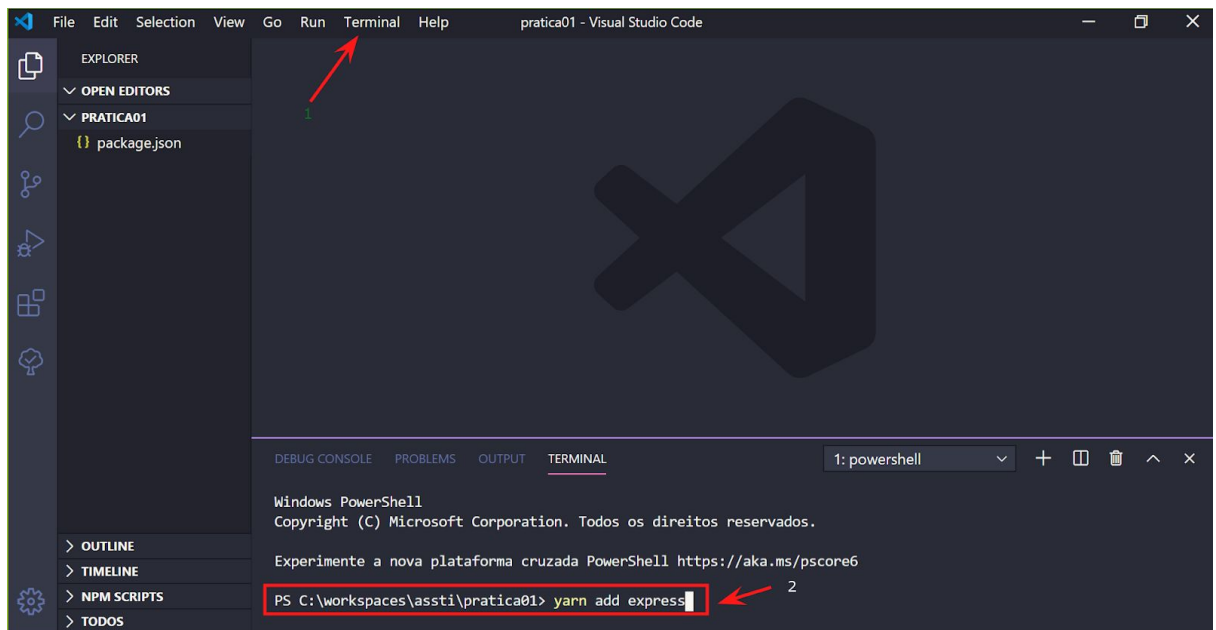 File Edit Selection View Go Run Terminal Help pratica01 - Visual Studio Code
EXPLORER
OPEN EDITORS
PRATICA01
{} package.json
1
OUTLINE
TIMELINE
NPM SCRIPTS
TODOS
DEBUG CONSOLE PROBLEMS OUTPUT TERMINAL 1: powershell
Windows PowerShell
Copyright (C) Microsoft Corporation. Todos os direitos reservados.
Experimente a nova plataforma cruzada PowerShell https://aka.ms/pscore6
PS C:\workspaces\assti\pratica01> yarn add express
2